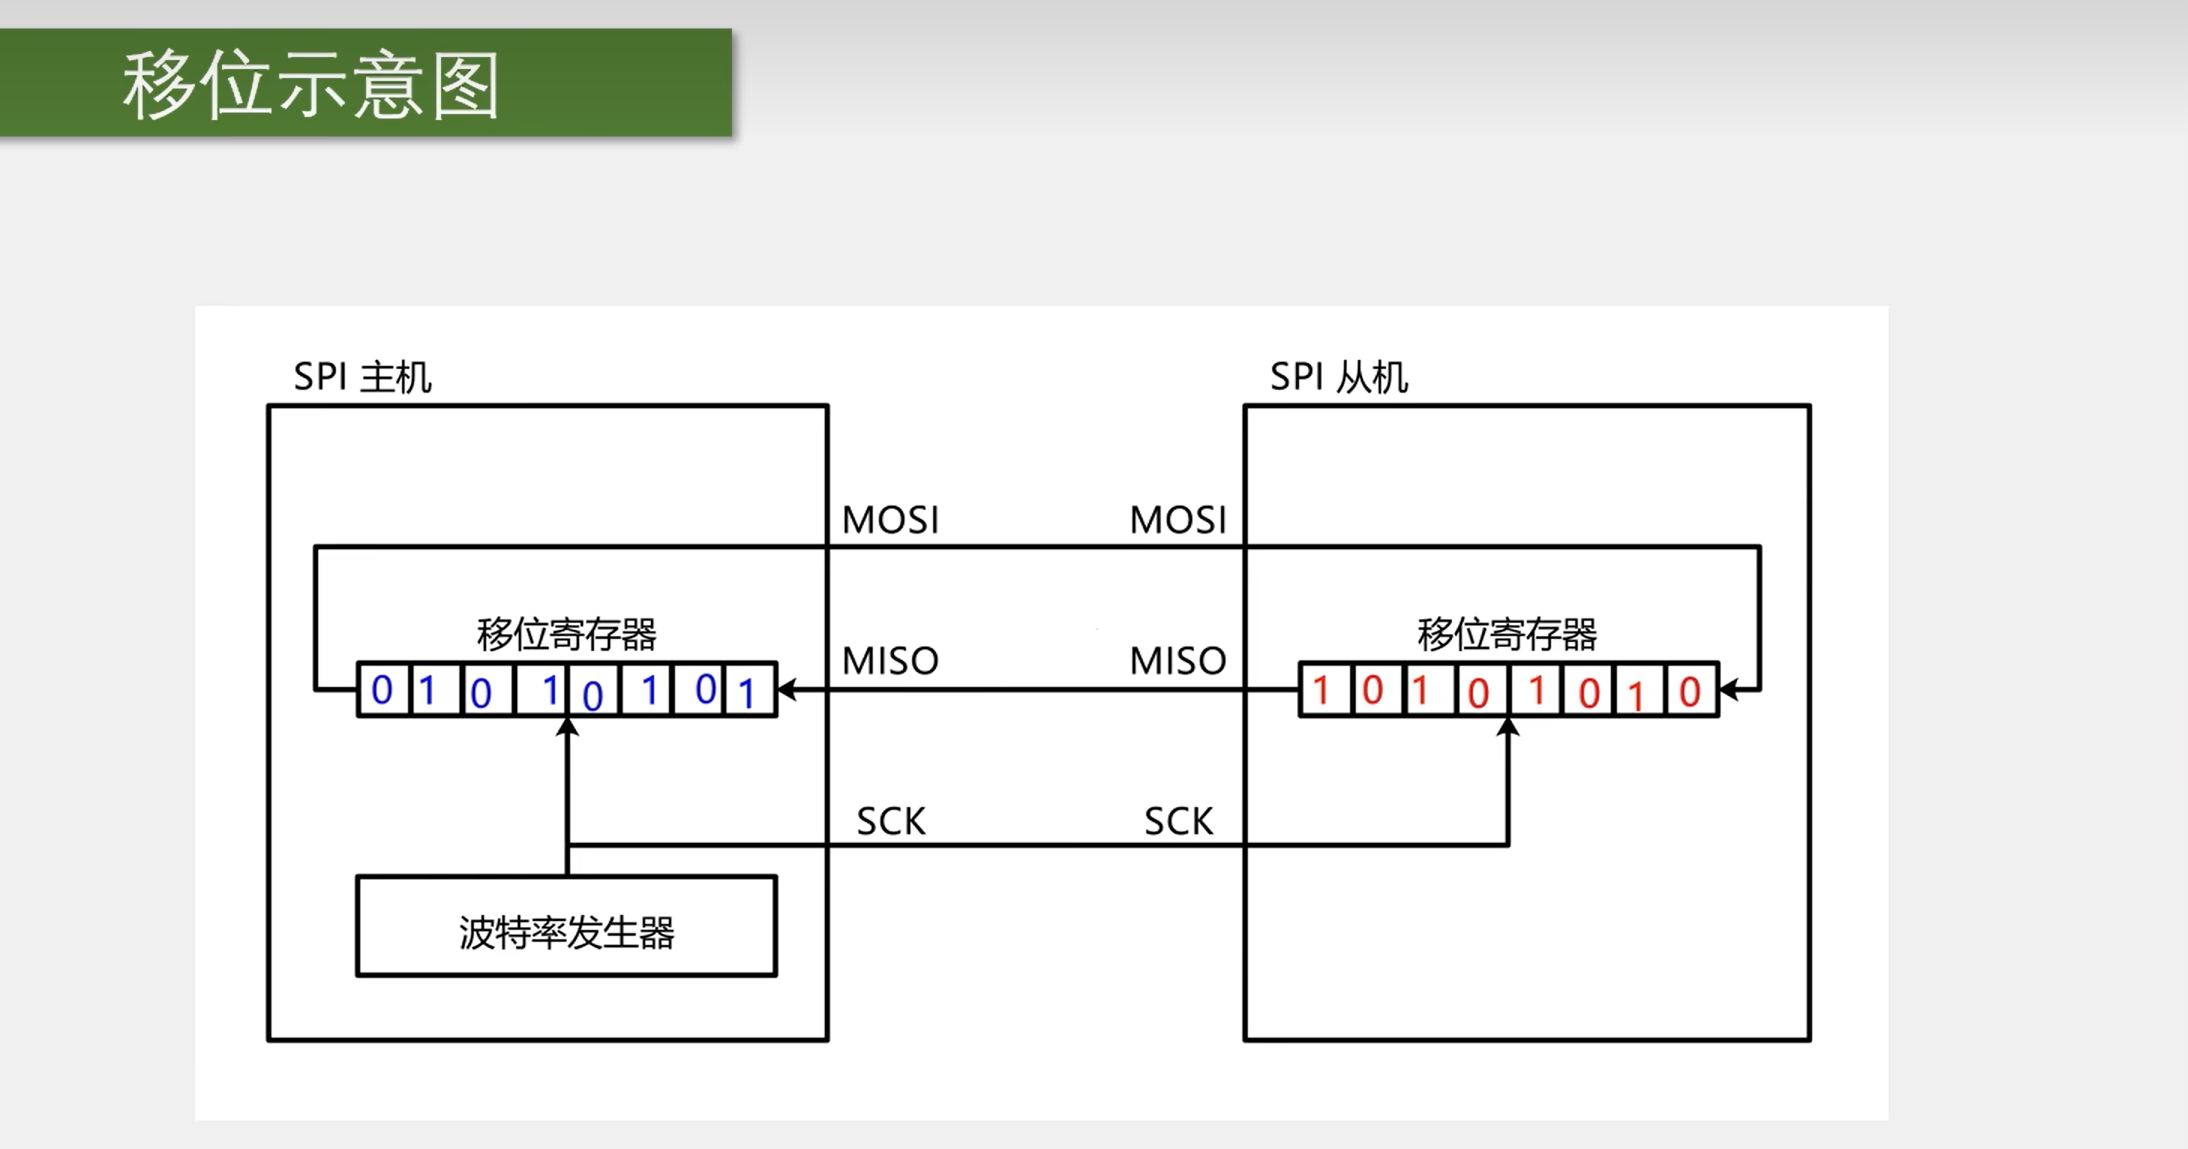 移位示意图
SPI 主机
SPI 从机
MOSI
MOSI
移位寄存器
MISO
MISO
移位寄存器
0 1 0 1 0 1 0 1
1 0 1 0 1 0 1 0
SCK
SCK
波特率发生器